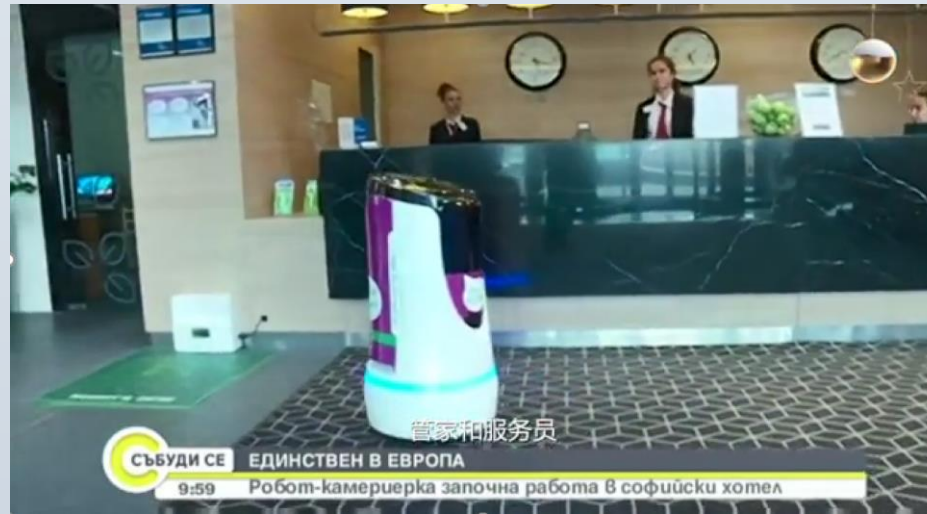 管家和服务员
СЪБУДИ СЕ
ЕДИНСТВЕН В ЕВРОПА
9:59
Робот-камериерка започна работа в софийски хотел